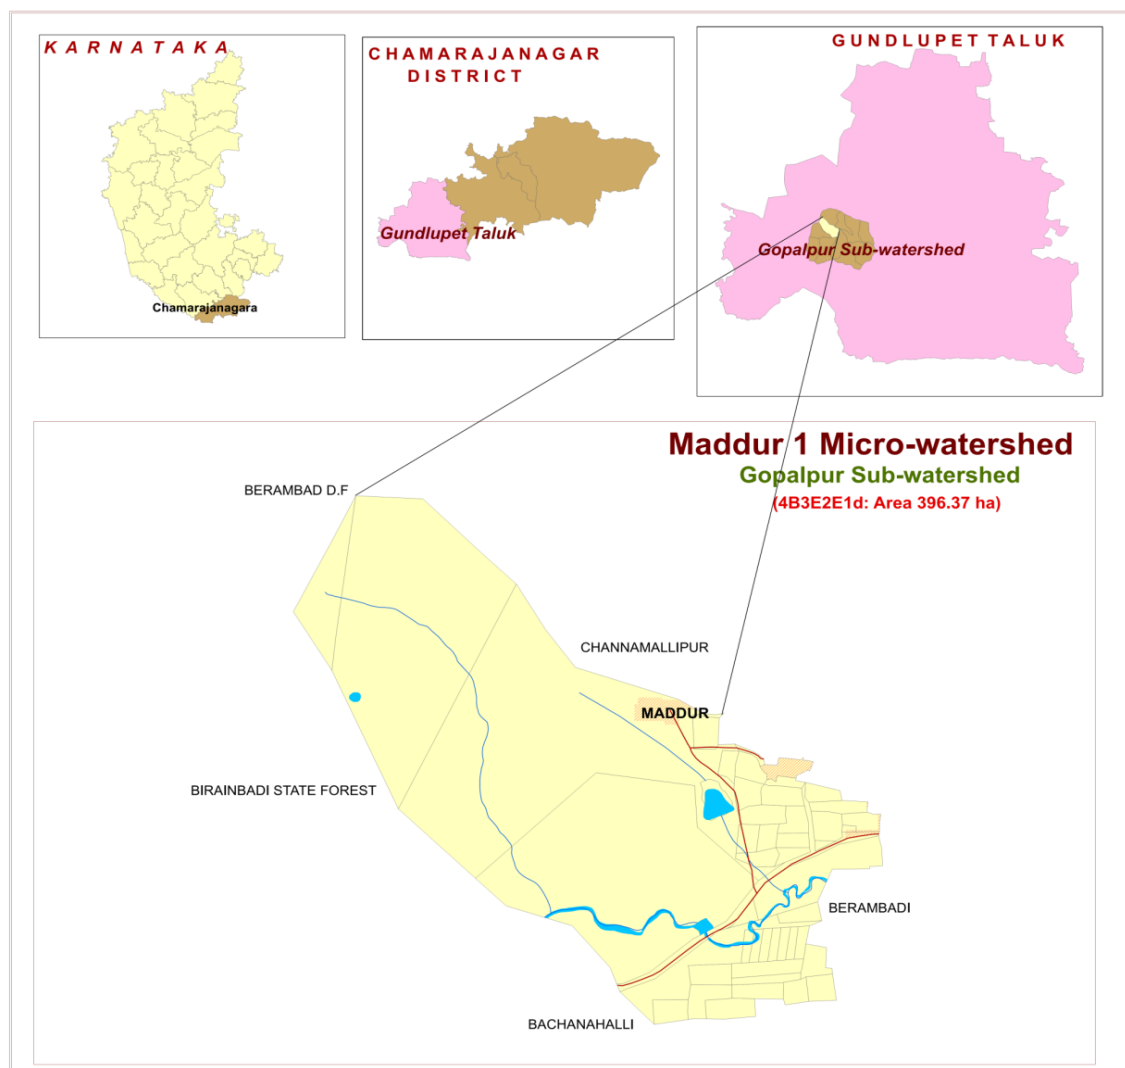 KARNATAKA
Chamarajanagara
CHAMARAJANAGAR
DISTRICT
Gundlupet Taluk
GUNDLUPET TALUK
Gopalpur Sub-watershed
Maddur 1 Micro-watershed
Gopalpur Sub-watershed
(4B3E2E1d: Area 396.37 ha)
BERAMBAD D.F
CHANNAMALLIPUR
MADDUR
BIRAINBADI STATE FOREST
BERAMBADI
BACHANAHALLI